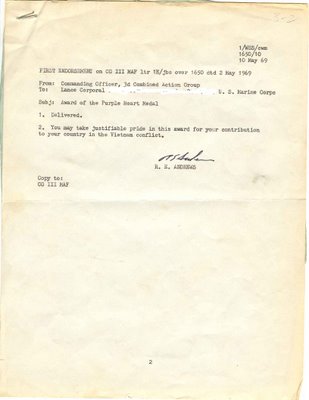 1/WHS/ewm
1650/10
10 May 69
FIRST ENDORSEMENT on CG III MAF ltr 1E/jbo over 1650 dtd 2 May 1969
From: Commanding Officer, 3d Combined Action Group
To: Lance Corporal S. Marine Corps
Subj: Award of the Purple Heart Medal
1. Delivered.
2. You may take justifiable pride in this award for your contribution
to your country in the Vietnam conflict.
R. E. ANDREWS
Copy to:
CG III MAF
2